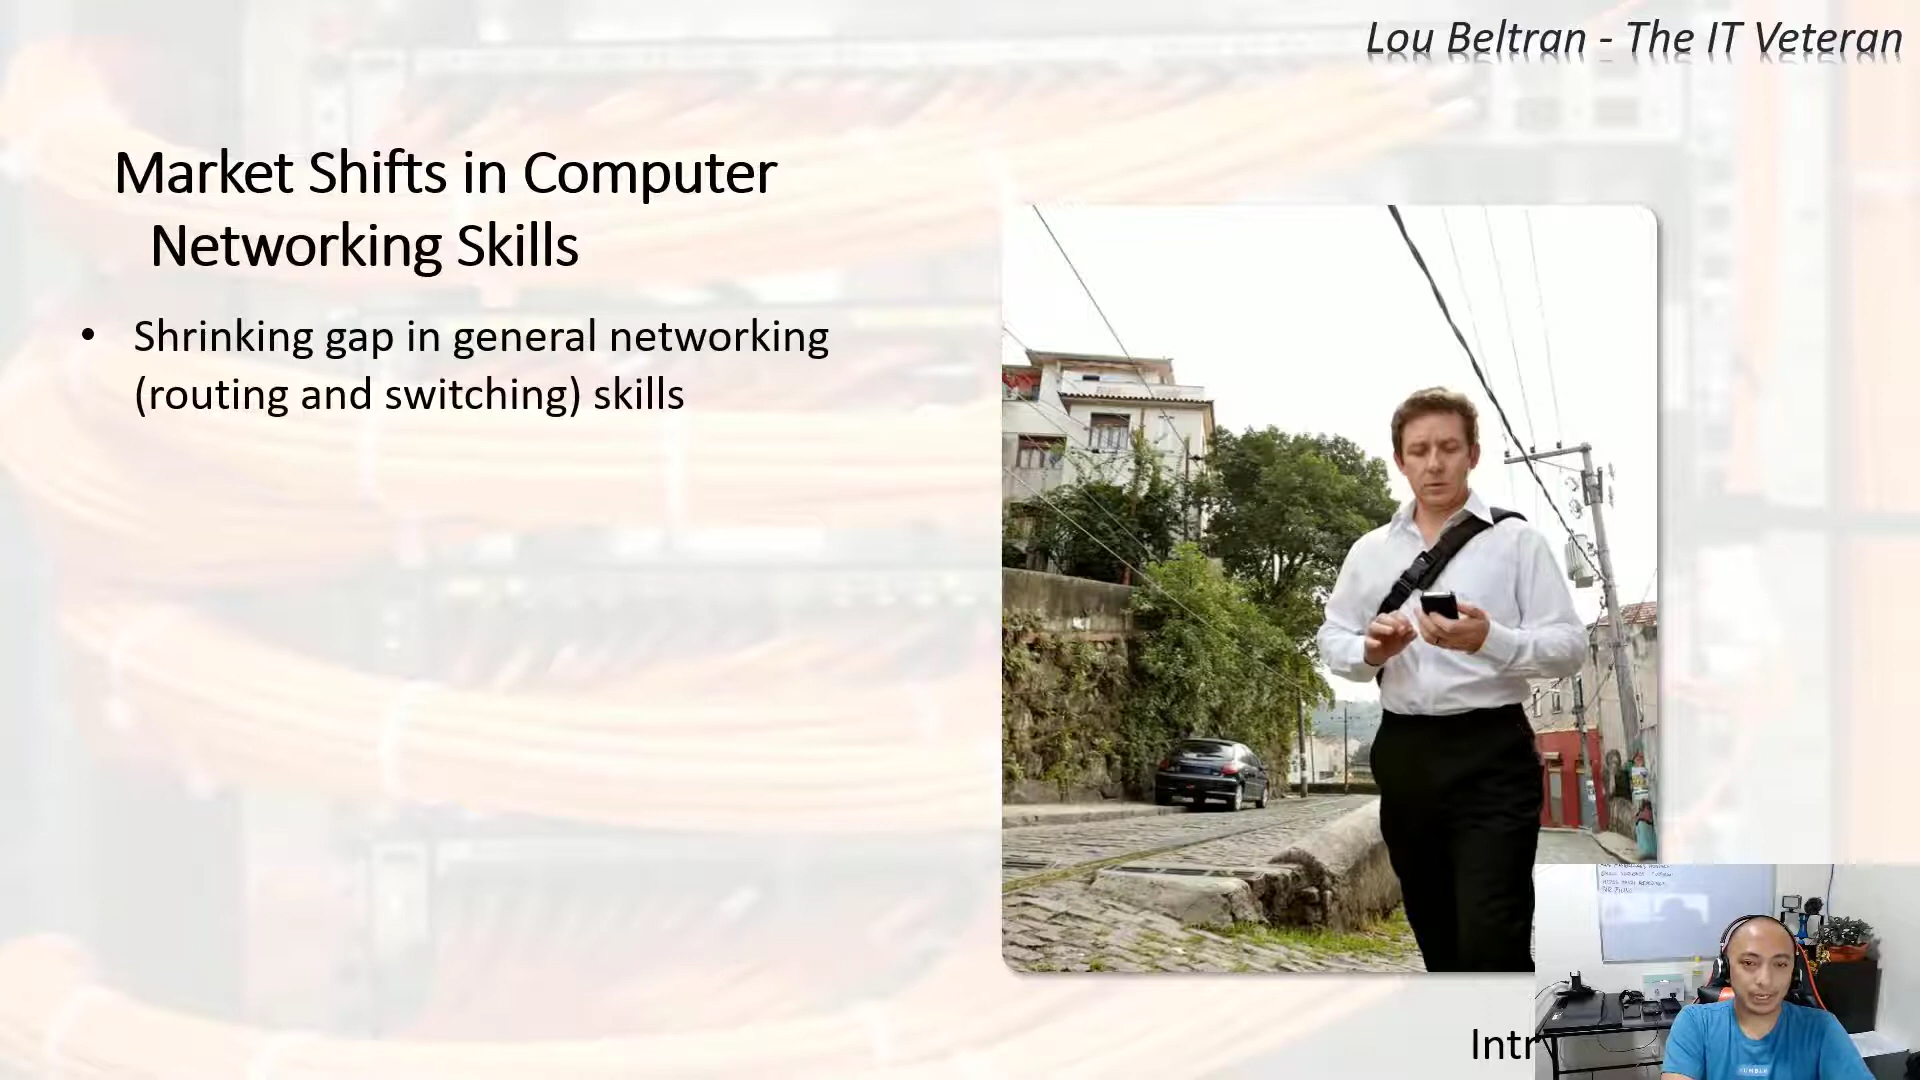 Lou Beltran - The IT Veteran
Market Shifts in Computer
Networking Skills
• Shrinking gap in general networking
(routing and switching) skills
Intr